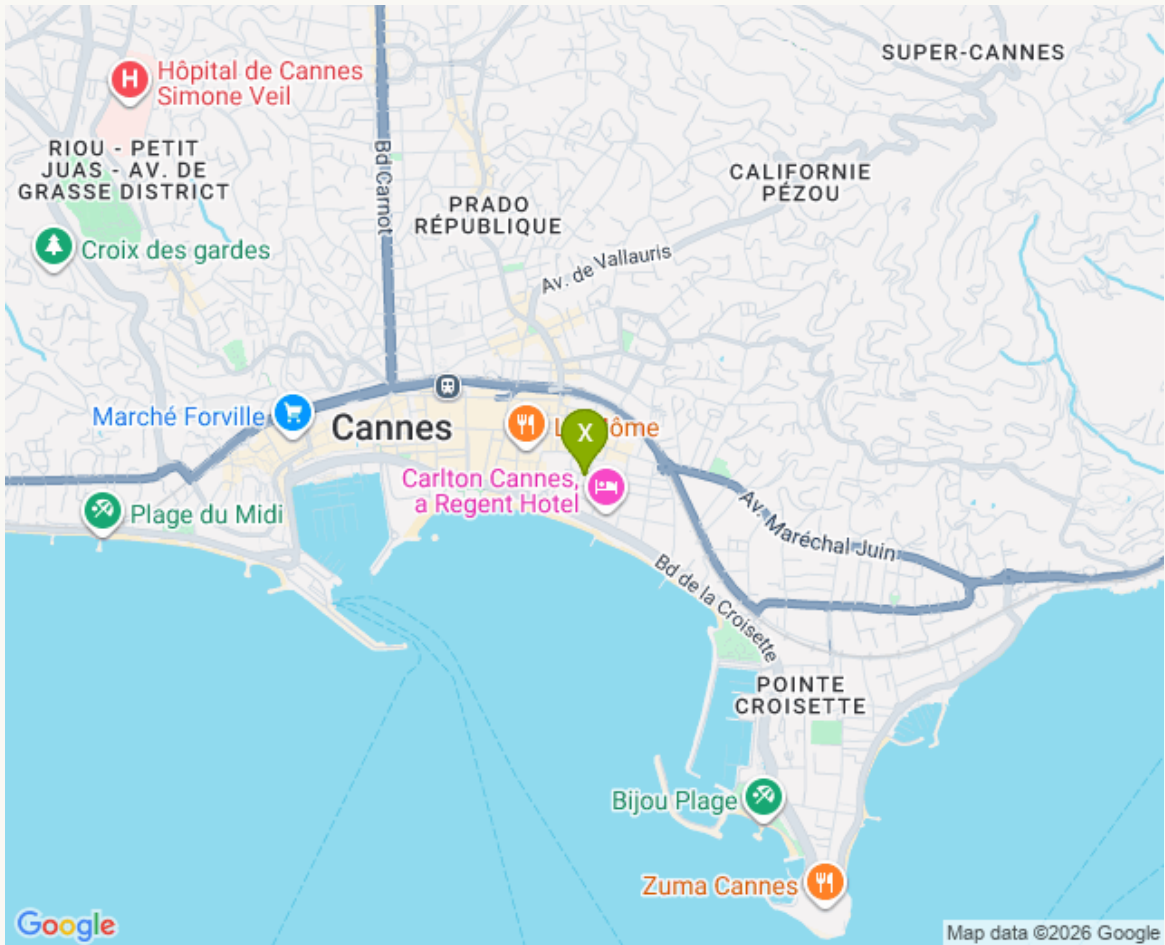 SUPER-CANNES
Hôpital de Cannes
Simone Veil
H
RIOU - PETIT
JUAS - AV. DE
GRASSE DISTRICT
Bd Carnot
CALIFORNIE
PÉZOU
PRADO
RÉPUBLIQUE
Croix des gardes
Av. de Vallauris
Marché Forville
Cannes
X
Carlton Cannes,
a Regent Hotel
Plage du Midi
Av. Maréchal Juin
Bd de la Croisette
POINTE
CROISETTE
Bijou Plage
Zuma Cannes
Google
Map data ©2026 Google